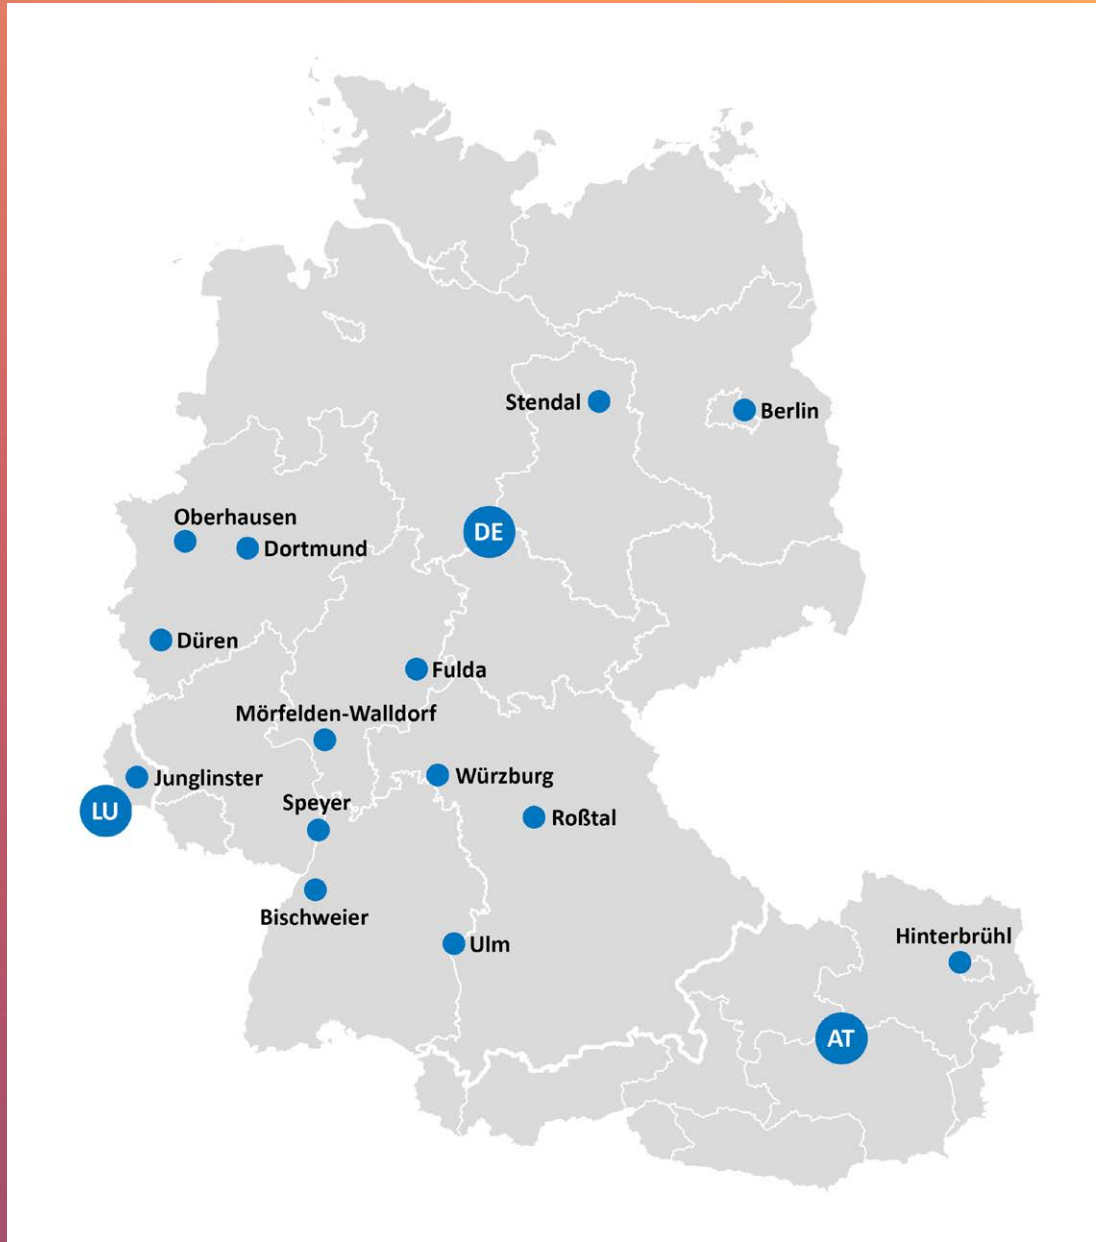 Stendal
Berlin
Oberhausen
DE
Dortmund
Düren
Fulda
Mörfelden-Walldorf
Junglinster
Würzburg
LU
Speyer
Roßtal
Bischweier
Hinterbrühl
Ulm
AT